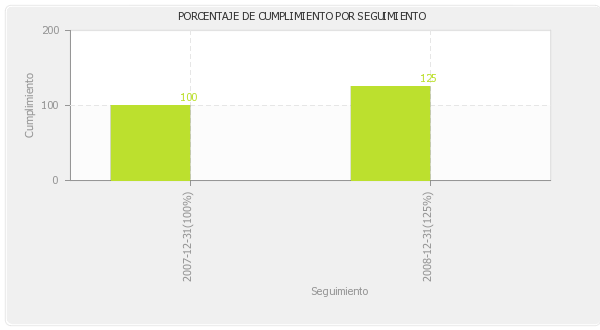 PORCENTAJE DE CUMPLIMIENTO POR SEGUIMIENTO
200
125
100
100
Cumplimiento
0
2007-12-31(100%)
2008-12-31(125%)
Seguimiento